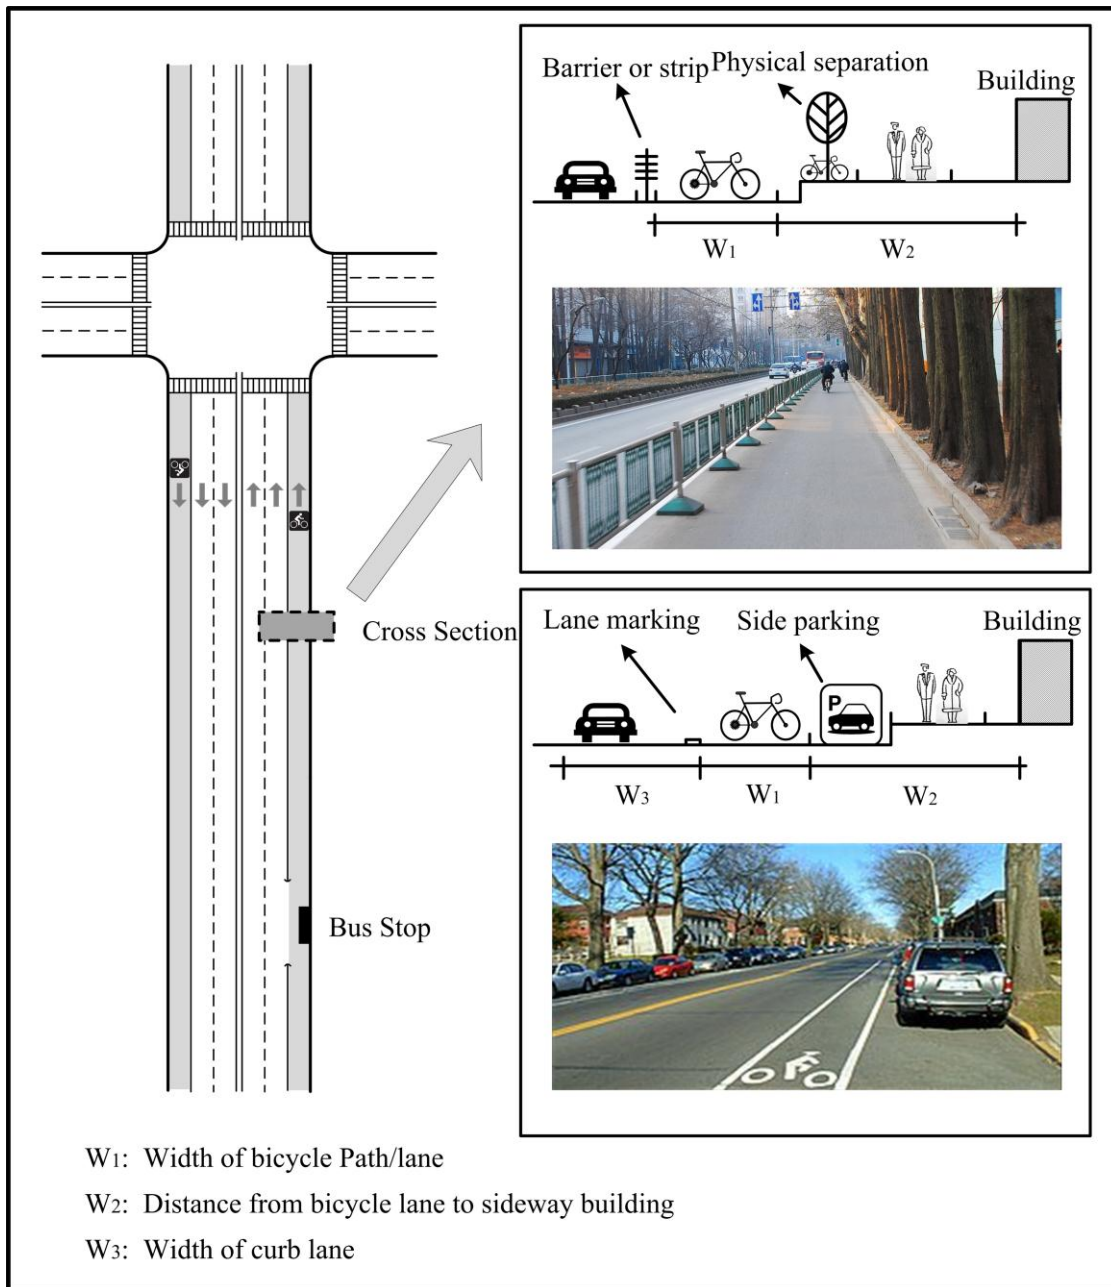 Barrier or strip
Physical separation
Building
W1
W2
Cross Section
Lane marking
Side parking
Building
P
W3
W1
W2
Bus Stop
W1: Width of bicycle Path/lane
W2: Distance from bicycle lane to sideway building
W3: Width of curb lane